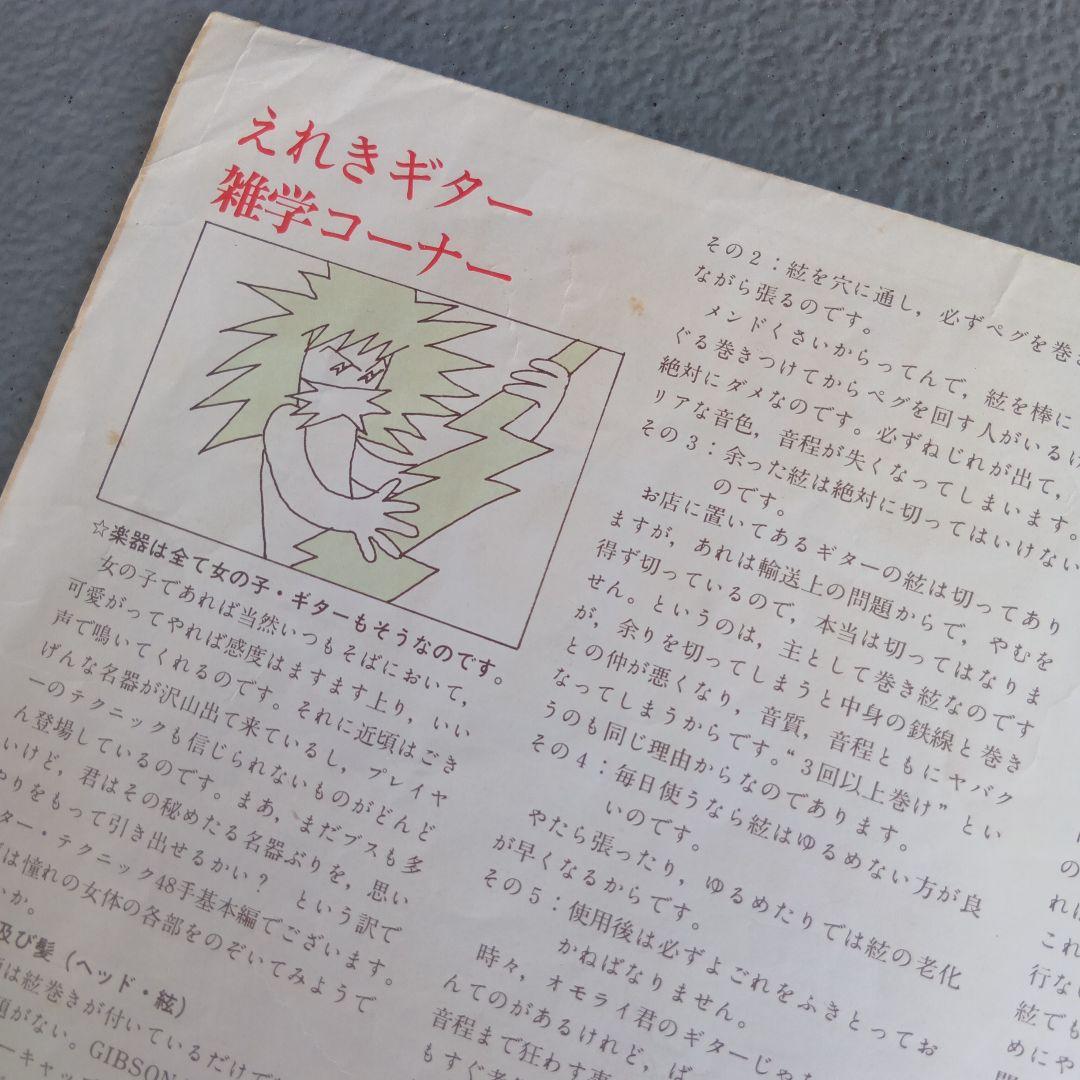 えれきギター
雑学コーナー
☆楽器は全て女の子・ギターもそうなのです。
女の子であれば当然いつもそばにおいて,
可愛がってやれば感度はますます上り,いい
声で鳴いてくれるのです。それに近頃はごき
げんな名器が沢山出て来ているし,プレイヤ
ーのテクニックも信じられないものがどんど
ん登場しているのです。まあ,まだブスも多
いけど,君はその秘めたる名器ぶりを,思い
やりをもって引き出せるかい? という訳で
ター・テクニック48手基本編でございます。
は憧れの女体の各部をのぞいてみようで
か。
及び髪(ヘッド・絃)
は絃巻きが付いているだけで
題がない。GIBSON
ーキャッ
その2:絃を穴に通し,必ずペグを巻き
ながら張るのです。
メンドくさいからってんで,絃を棒に
ぐる巻きつけてからペグを回す人がいるけ
絶対にダメなのです。必ずねじれが出て,
リアな音色,音程が失くなってしまいます。
その3:余った絃は絶対に切ってはいけない
のです。
お店に置いてあるギターの絃は切ってあり
ますが,あれは輸送上の問題からで,やむを
得ず切っているので,本当は切ってはなりま
せん。というのは,主として巻き絃なのです
が,余りを切ってしまうと中身の鉄線と巻き
との仲が悪くなり,音質,音程ともにヤバク
なってしまうからです。“3回以上巻け”とい
うのも同じ理由からなのであります。
その4:毎日使うなら絃はゆるめない方が良
いのです。
やたら張ったり,ゆるめたりでは絃の老化
が早くなるからです。
その5:使用後は必ずよごれをふきとってお
かねばなりません。
時々,オモライ君のギターじゃな
んてのがあるけれど,ば
音程まで狂わす事
もすぐ老
の
れは
これ
行な
絃でも
めにや